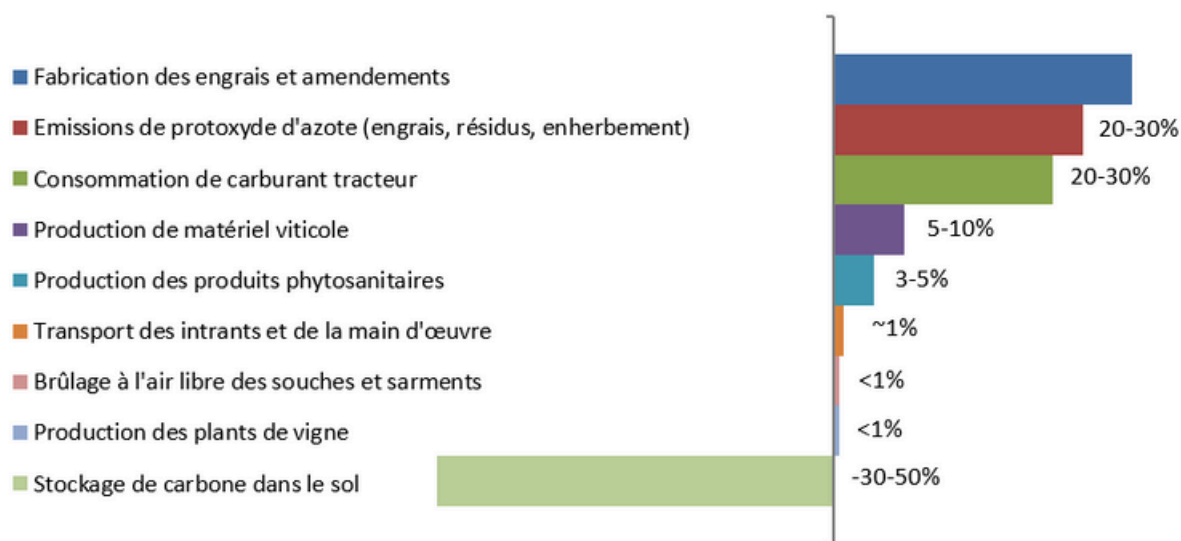 Fabrication des engrais et amendements
Emissions de protoxyde d'azote (engrais, résidus, enherbement) 20-30%
Consommation de carburant tracteur 20-30%
Production de matériel viticole 5-10%
Production des produits phytosanitaires 3-5%
Transport des intrants et de la main d'œuvre ~1%
Brûlage à l'air libre des souches et sarments <1%
Production des plants de vigne <1%
Stockage de carbone dans le sol -30-50%